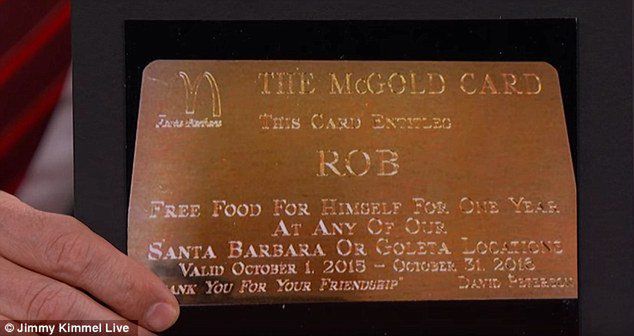 THE McGOLD CARD
THIS CARD ENTITLES
ROB
FREE FOOD FOR HIMSELF FOR ONE YEAR
AT ANY OF OUR
SANTA BARBARA OR GOLETA LOCATIONS
VALID OCTOBER 1, 2015 – OCTOBER 31, 2016
ANK YOU FOR YOUR FRIENDSHIP" DAVID PETERSON
© Jimmy Kimmel Live